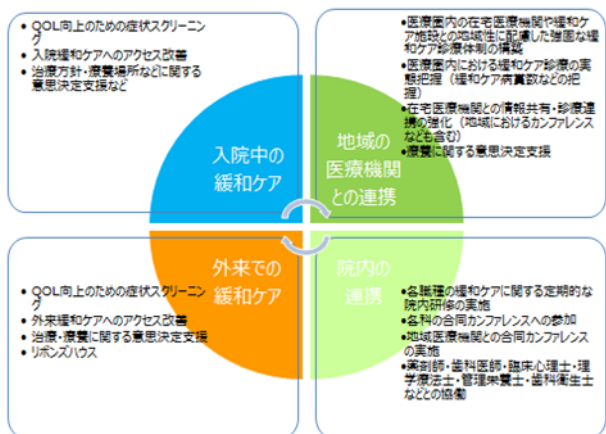 • QOL向上のための症状スクリーニン
グ
• 入院緩和ケアへのアクセス改善
• 治療方針・療養場所などに関する
意思決定支援など
•医療圏内の在宅医療機関や緩和ケ
ア施設との地域性に配慮した強固な緩
和ケア診療体制の構築
•医療圏内における緩和ケア診療の実
態把握（緩和ケア病賞数などの把
握）
•在宅医療機関との情報共有・診療連
携の強化（地域におけるカンファレンス
なども含む）
•療養に関する意思決定支援
入院中の
緩和ケア
地域の
医療機関
との連携
外来での
緩和ケア
院内の
連携
• QOL向上のための症状スクリーニン
グ
• 外来緩和ケアへのアクセス改善
• 治療・療養に関する意思決定支援
• リボンズハウス
•各職種の緩和ケアに関する定期的な
院内研修の実施
•各科の合同カンファレンスへの参加
•地域医療機関との合同カンファレンス
の実施
•薬剤師・歯科医師・臨床心理士・理
学療法士・管理栄養士・歯科衛生士
などとの協働